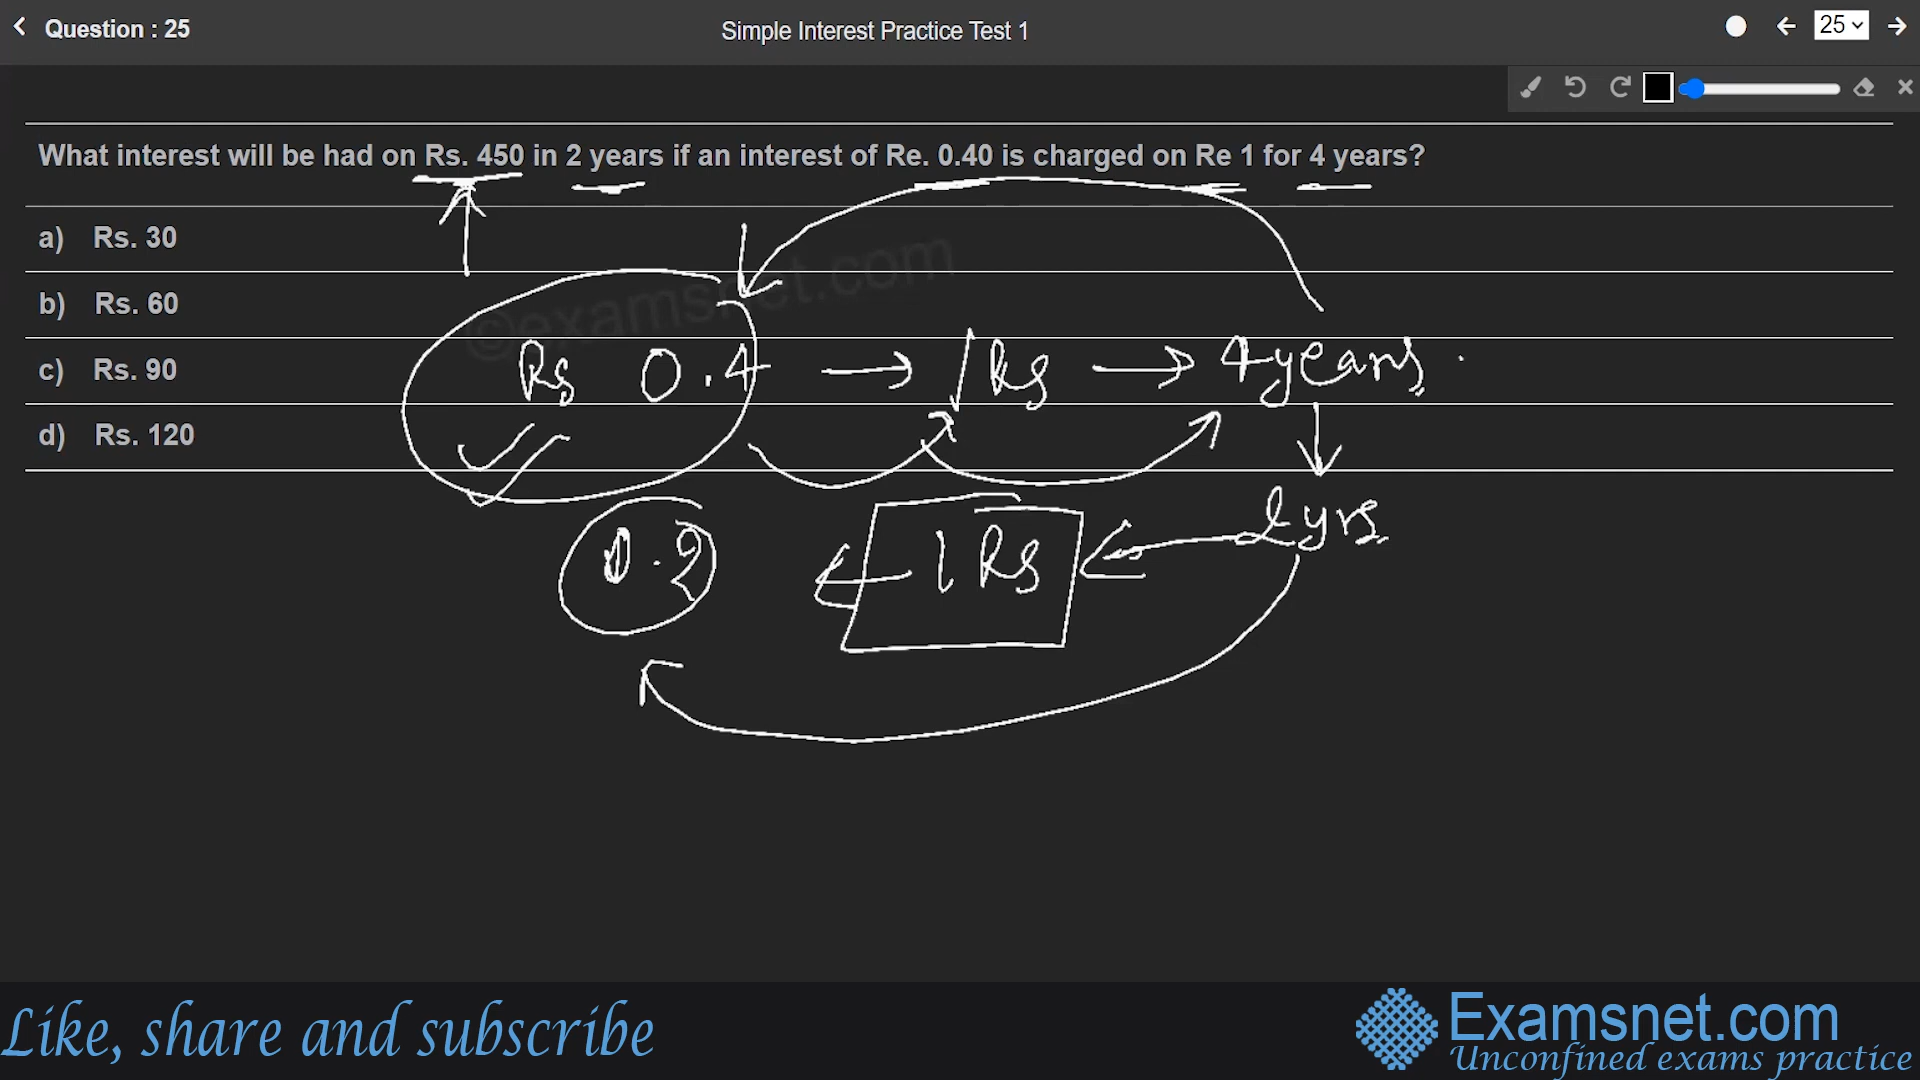 Question : 25
Simple Interest Practice Test 1
25
What interest will be had on Rs. 450 in 2 years if an interest of Re. 0.40 is charged on Re 1 for 4 years?
a) Rs. 30
b) Rs. 60
c) Rs. 90
d) Rs. 120
©examsnet.com
Rs 0.4 → 1 Rs → 4 years.
0.2 ← 1 Rs ← 2 yrs.
Like, share and subscribe
Examsnet.com
Unconfined exams practice